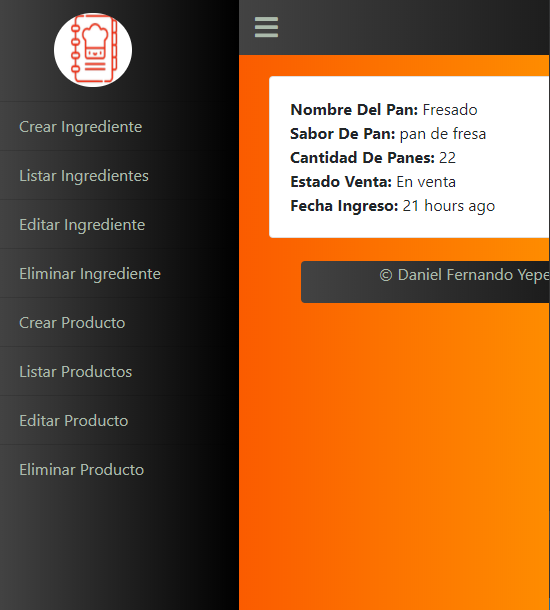 Crear Ingrediente
Listar Ingredientes
Editar Ingrediente
Eliminar Ingrediente
Crear Producto
Listar Productos
Editar Producto
Eliminar Producto
Nombre Del Pan: Fresado
Sabor De Pan: pan de fresa
Cantidad De Panes: 22
Estado Venta: En venta
Fecha Ingreso: 21 hours ago
© Daniel Fernando Yepe